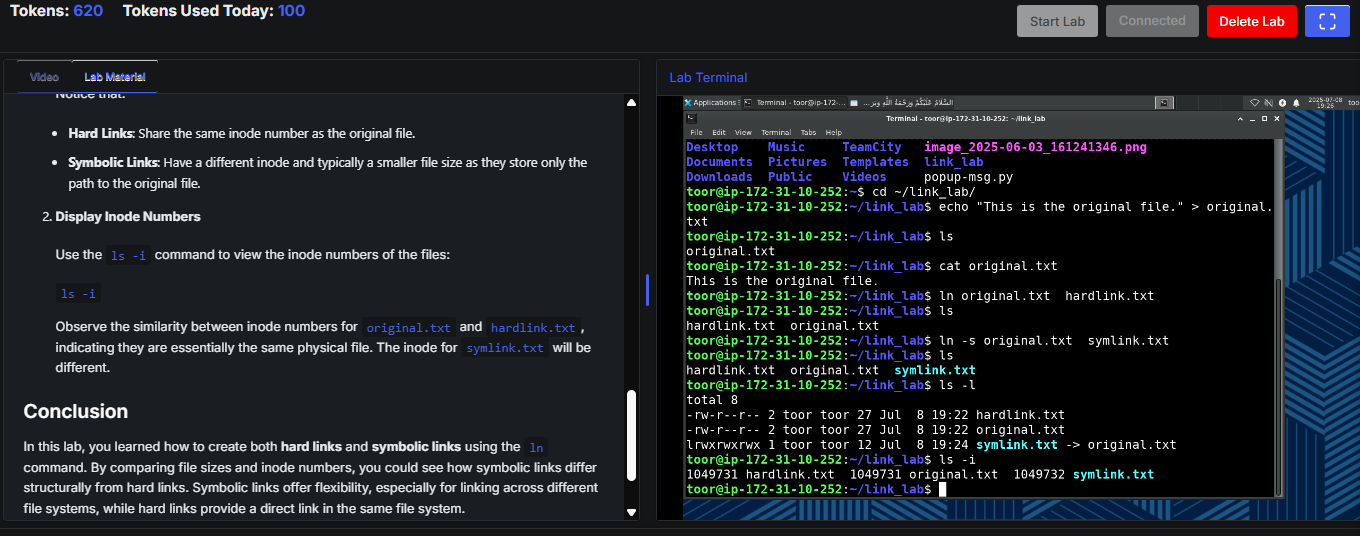 Tokens: 620 Tokens Used Today: 100
Start Lab Connected Delete Lab
Video Lab Material
Notice that:
• Hard Links: Share the same inode number as the original file.
• Symbolic Links: Have a different inode and typically a smaller file size as they store only the
path to the original file.
2. Display Inode Numbers
Use the ls -i command to view the inode numbers of the files:
ls -i
Observe the similarity between inode numbers for original.txt and hardlink.txt ,
indicating they are essentially the same physical file. The inode for symlink.txt will be
different.
Conclusion
In this lab, you learned how to create both hard links and symbolic links using the ln
command. By comparing file sizes and inode numbers, you could see how symbolic links differ
structurally from hard links. Symbolic links offer flexibility, especially for linking across different
file systems, while hard links provide a direct link in the same file system.
Lab Terminal
Applications Terminal - toor@ip-172-... السَّلَامُ عَلَيْكُمْ وَرَحْمَةُ اللَّهِ وَبَر... 2025-07-08
19:26 too
Terminal - toor@ip-172-31-10-252: ~/link_lab
File Edit View Terminal Tabs Help
Desktop Music TeamCity image_2025-06-03_161241346.png
Documents Pictures Templates link_lab
Downloads Public Videos popup-msg.py
toor@ip-172-31-10-252:~$ cd ~/link_lab/
toor@ip-172-31-10-252:~/link_lab$ echo "This is the original file." > original.
txt
toor@ip-172-31-10-252:~/link_lab$ ls
original.txt
toor@ip-172-31-10-252:~/link_lab$ cat original.txt
This is the original file.
toor@ip-172-31-10-252:~/link_lab$ ln original.txt  hardlink.txt
toor@ip-172-31-10-252:~/link_lab$ ls
hardlink.txt  original.txt
toor@ip-172-31-10-252:~/link_lab$ ln -s original.txt  symlink.txt
toor@ip-172-31-10-252:~/link_lab$ ls
hardlink.txt  original.txt  symlink.txt
toor@ip-172-31-10-252:~/link_lab$ ls -l
total 8
-rw-r--r-- 2 toor toor 27 Jul  8 19:22 hardlink.txt
-rw-r--r-- 2 toor toor 27 Jul  8 19:22 original.txt
lrwxrwxrwx 1 toor toor 12 Jul  8 19:24 symlink.txt -> original.txt
toor@ip-172-31-10-252:~/link_lab$ ls -i
1049731 hardlink.txt  1049731 original.txt  1049732 symlink.txt
toor@ip-172-31-10-252:~/link_lab$